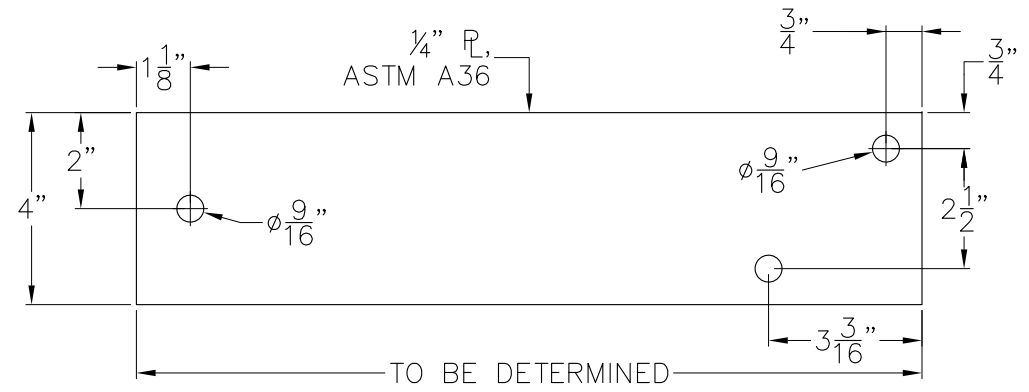 1 1/8"
1/4" PL,
ASTM A36
3/4
3/4"
2"
4"
ø 9/16"
ø 9/16"
2 1/2"
3 3/16"
TO BE DETERMINED